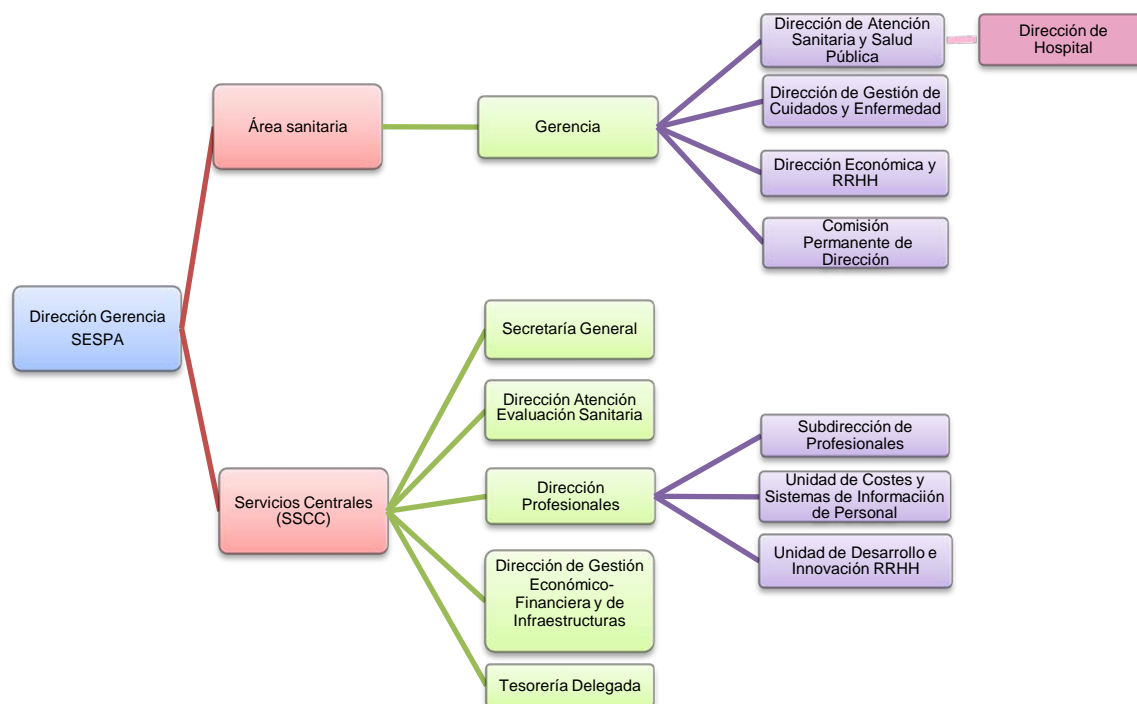 Dirección de Atención
Sanitaria y Salud
Pública
Dirección de
Hospital
Dirección de Gestión de
Cuidados y Enfermedad
Área sanitaria
Gerencia
Dirección Económica y
RRHH
Comisión
Permanente de
Dirección
Dirección Gerencia
SESPA
Secretaría General
Dirección Atención
Evaluación Sanitaria
Servicios Centrales
(SSCC)
Dirección
Profesionales
Subdirección de
Profesionales
Unidad de Costes y
Sistemas de Informaciión
de Personal
Unidad de Desarrollo e
Innovación RRHH
Dirección de Gestión
Económico-
Financiera y de
Infraestructuras
Tesorería Delegada